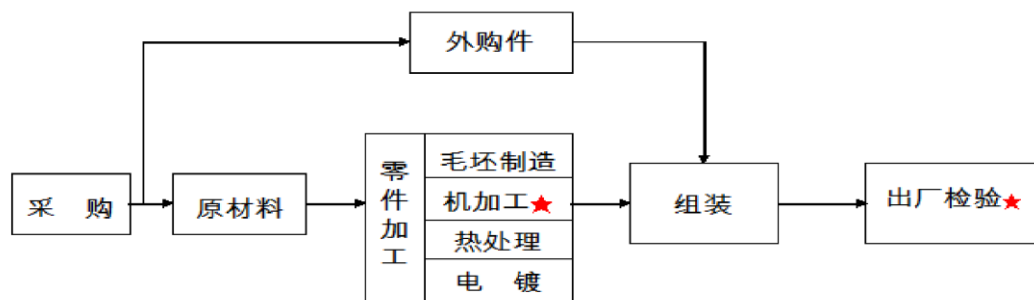 外购件
采 购
原材料
零件加工
毛坯制造
机加工★
热处理
电 镀
组装
出厂检验★